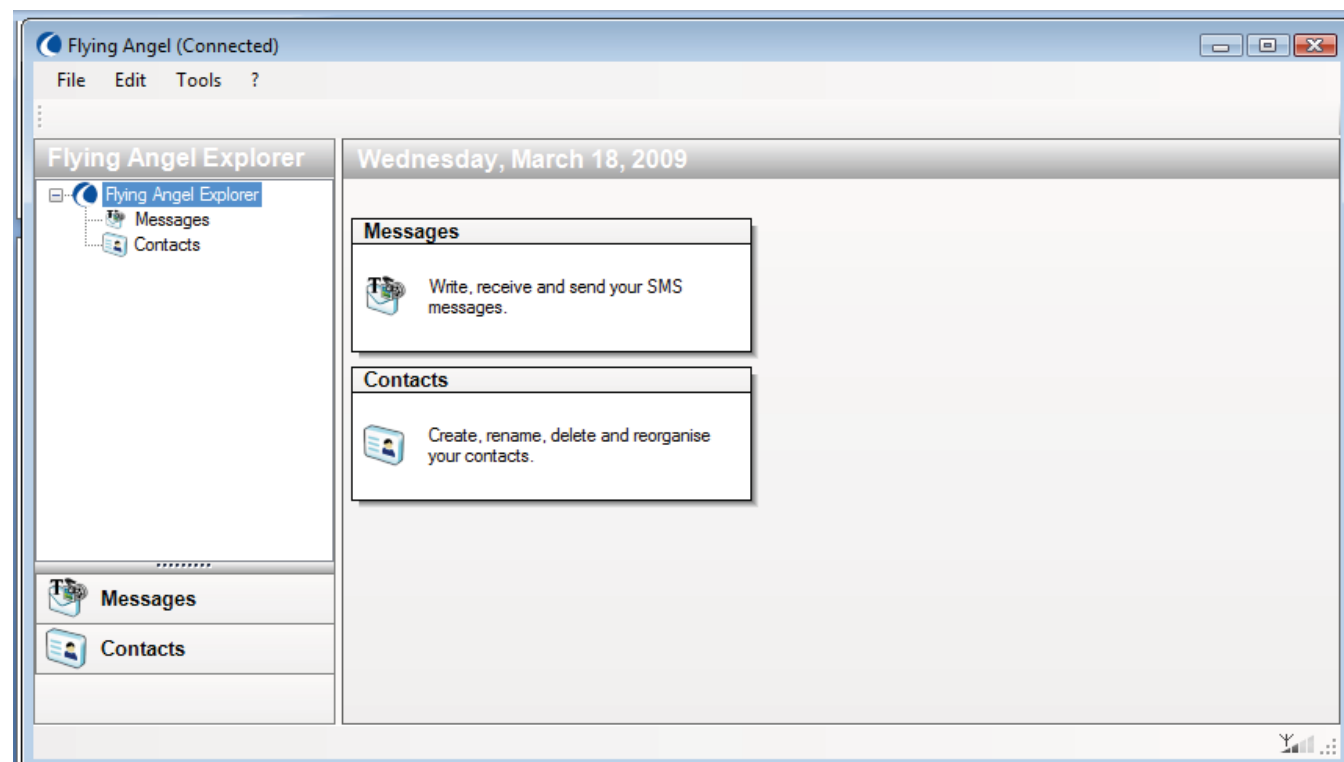 Flying Angel (Connected)
File Edit Tools ?
Flying Angel Explorer
Flying Angel Explorer
Messages
Contacts
Messages
Contacts
Wednesday, March 18, 2009
Messages
Write, receive and send your SMS
messages.
Contacts
Create, rename, delete and reorganise
your contacts.